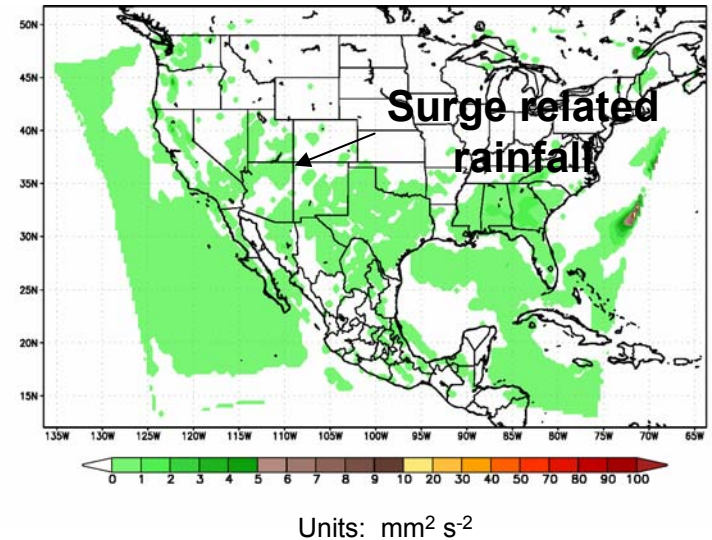 50N
45N
Surge related
40N
rainfall
35N
30N
25N
20N
15N
135W 130W 125W 120W 115W 110W 105W 100W 95W 90W 85W 80W 75W 70W 65W
0 1 2 3 4 5 6 7 8 9 10 20 30 40 50 70 80 90 100
Units: mm² s⁻²